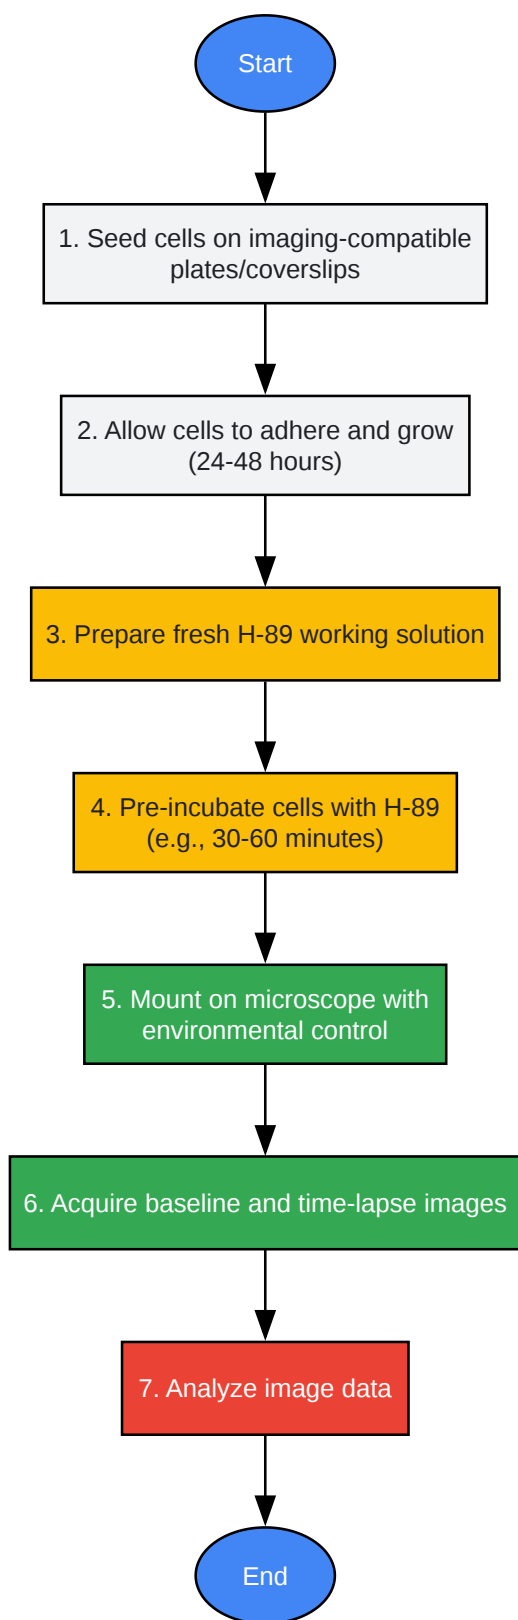 Start
1. Seed cells on imaging-compatible
plates/coverslips
2. Allow cells to adhere and grow
(24-48 hours)
3. Prepare fresh H-89 working solution
4. Pre-incubate cells with H-89
(e.g., 30-60 minutes)
5. Mount on microscope with
environmental control
6. Acquire baseline and time-lapse images
7. Analyze image data
End